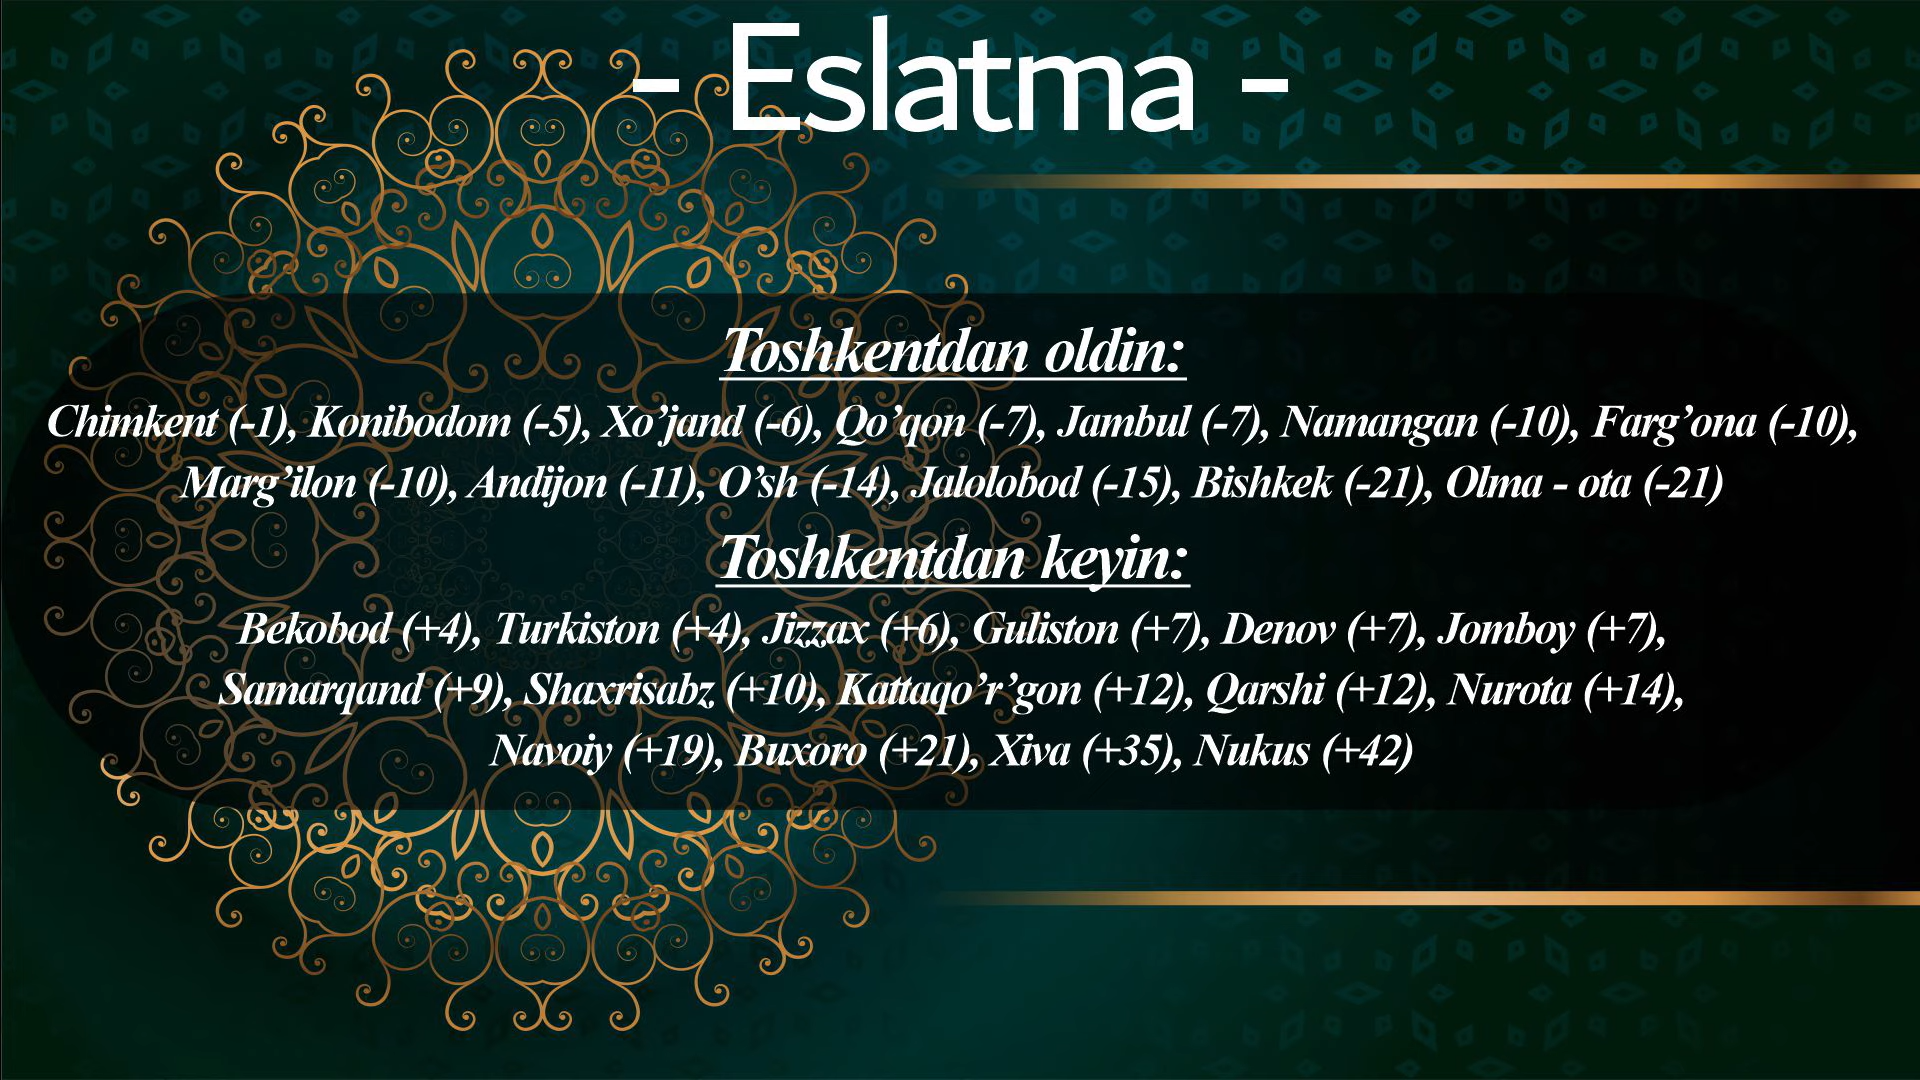 - Eslatma -
Toshkentdan oldin:
Chimkent (-1), Konibodom (-5), Xo’jand (-6), Qo’qon (-7), Jambul (-7), Namangan (-10), Farg’ona (-10),
Marg’ilon (-10), Andijon (-11), O’sh (-14), Jalolobod (-15), Bishkek (-21), Olma - ota (-21)
Toshkentdan keyin:
Bekobod (+4), Turkiston (+4), Jizzax (+6), Guliston (+7), Denov (+7), Jomboy (+7),
Samarqand (+9), Shaxrisabz (+10), Kattaqo’r’gon (+12), Qarshi (+12), Nurota (+14),
Navoiy (+19), Buxoro (+21), Xiva (+35), Nukus (+42)